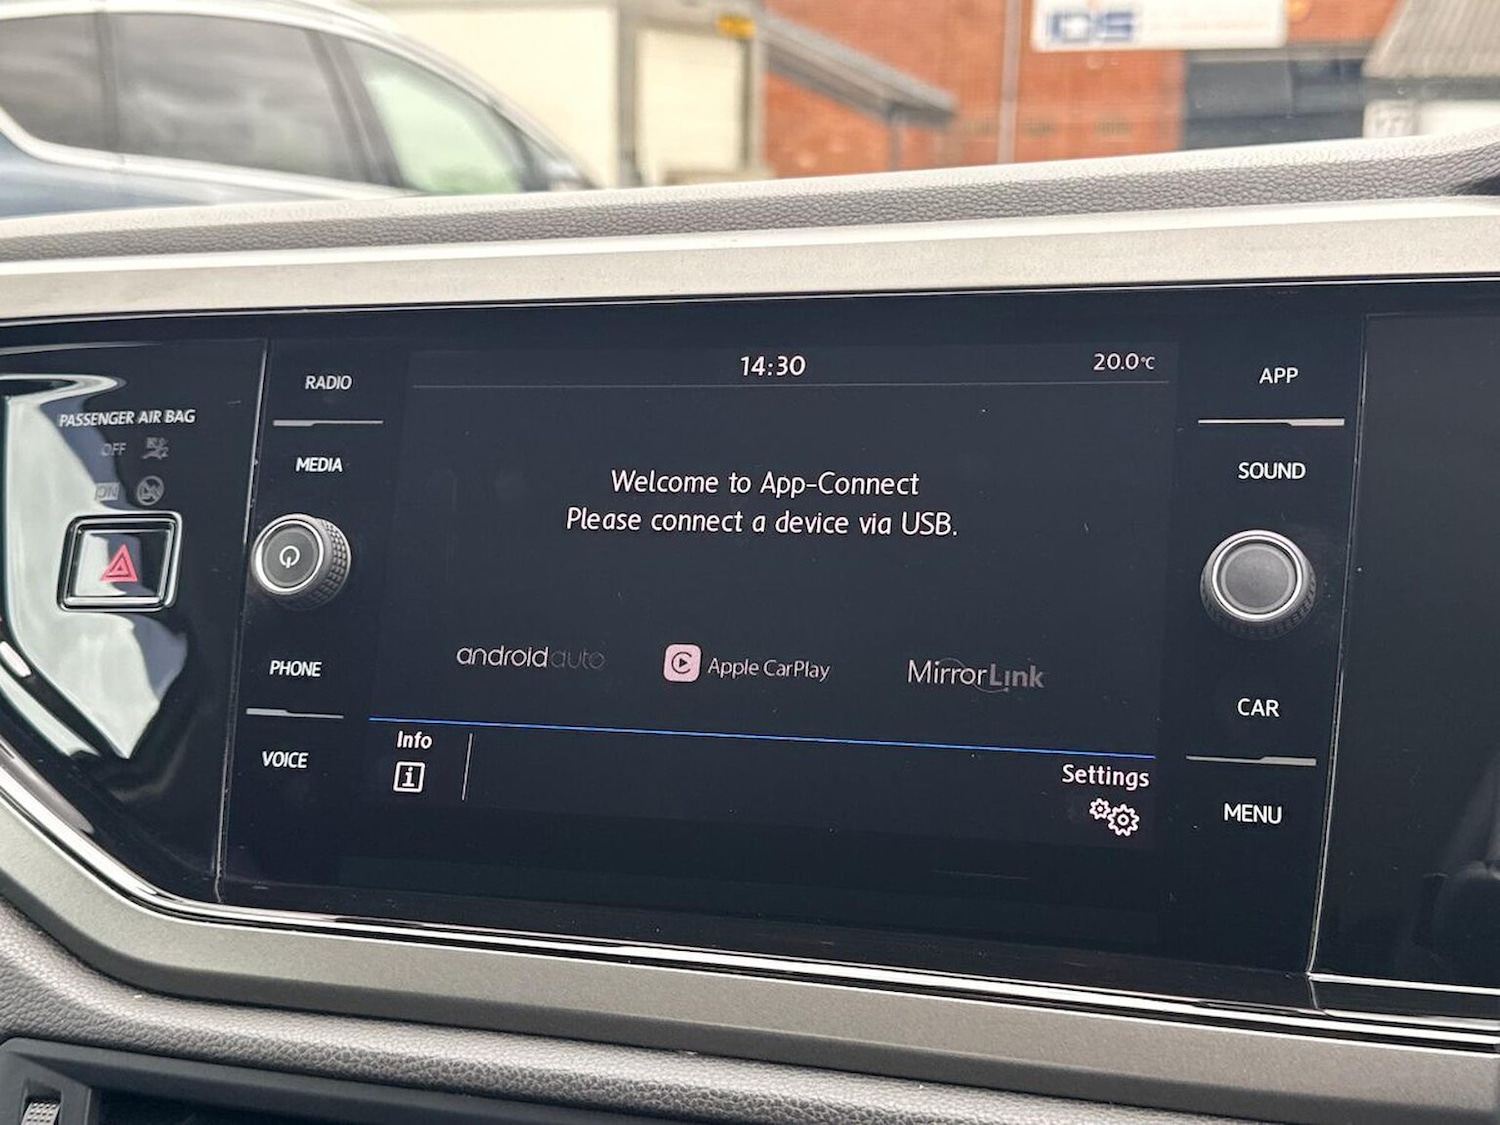 IDS
PASSENGER AIR BAG
OFF
RADIO
MEDIA
PHONE
VOICE
14:30
20.0°C
Welcome to App-Connect
Please connect a device via USB.
androidauto
Apple CarPlay
MirrorLink
Info
Settings
APP
SOUND
CAR
MENU